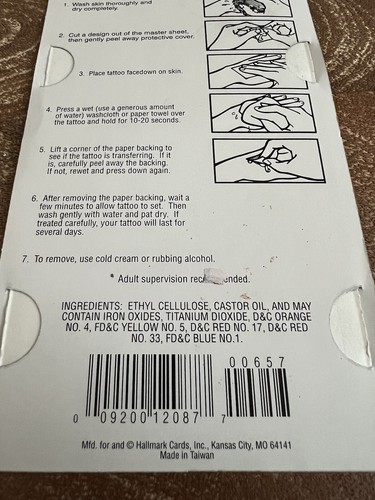 1. Wash skin thoroughly and
dry completely.
2. Cut a design out of the master sheet,
then gently peel away protective cover.
3. Place tattoo facedown on skin.
4. Press a wet (use a generous amount
of water) washcloth or paper towel over
the tattoo and hold for 10-20 seconds.
5. Lift a corner of the paper backing to
see if the tattoo is transferring. If it
is, carefully peel away the backing.
If not, rewet and press down again.
6. After removing the paper backing, wait a
few minutes to allow tattoo to set. Then
wash gently with water and pat dry. If
treated carefully, your tattoo will last for
several days.
7. To remove, use cold cream or rubbing alcohol.
* Adult supervision
INGREDIENTS: ETHYL CELLULOSE, CASTOR OIL, AND MAY
CONTAIN IRON OXIDES, TITANIUM DIOXIDE, D&C ORANGE
NO. 4, FD&C YELLOW NO. 5, D&C RED NO. 17, D&C RED
NO. 33, FD&C BLUE NO.1.
00657
0 09200 12087 7
Mfd. for and © Hallmark Cards, Inc., Kansas City, MO 64141
Made in Taiwan